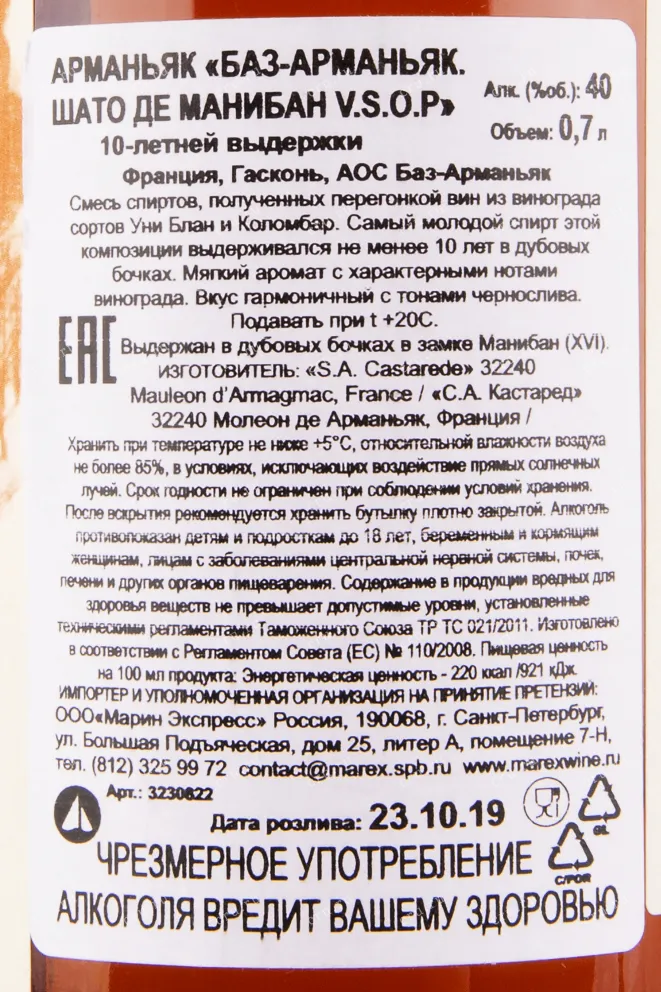 АРМАНЬЯК «БАЗ-АРМАНЬЯК.
ШАТО ДЕ МАНИБАН V.S.O.P»
Алк. (%об.): 40
Объем: 0,7 л
10-летней выдержки
Франция, Гасконь, АОС Баз-Арманьяк
Смесь спиртов, полученных перегонкой вин из винограда
сортов Уни Блан и Коломбар. Самый молодой спирт этой
композиции выдерживался не менее 10 лет в дубовых
бочках. Мягкий аромат с характерными нотами
винограда. Вкус гармоничный с тонами чернослива.
Подавать при t +20С.
EAC
Выдержан в дубовых бочках в замке Манибан (XVI).
ИЗГОТОВИТЕЛЬ: «S.A. Castarede» 32240
Mauleon d'Armagmac, France / «С.А. Кастаред»
32240 Молеон де Арманьяк, Франция /
Хранить при температуре не ниже +5°С, относительной влажности воздуха
не более 85%, в условиях, исключающих воздействие прямых солнечных
лучей. Срок годности не ограничен при соблюдении условий хранения.
После вскрытия рекомендуется хранить бутылку плотно закрытой. Алкоголь
противопоказан детям и подросткам до 18 лет, беременным и кормящим
женщинам, лицам с заболеваниями центральной нервной системы, почек,
печени и других органов пищеварения. Содержание в продукции вредных для
здоровья веществ не превышает допустимые уровни, установленные
техническими регламентами Таможенного Союза ТР ТС 021/2011. Изготовлено
в соответствии с Регламентом Совета (ЕС) № 110/2008. Пищевая ценность
на 100 мл продукта: Энергетическая ценность - 220 ккал /921 кДж.
ИМПОРТЕР И УПОЛНОМОЧЕННАЯ ОРГАНИЗАЦИЯ НА ПРИНЯТИЕ ПРЕТЕНЗИЙ:
ООО«Марин Экспресс» Россия, 190068, г. Санкт-Петербург,
ул. Большая Подъяческая, дом 25, литер А, помещение 7-Н,
тел. (812) 325 99 72 contact@marex.spb.ru www.marexwine.ru
Арт.: 3230622
Дата розлива: 23.10.19
GL
C/POR
ЧРЕЗМЕРНОЕ УПОТРЕБЛЕНИЕ
АЛКОГОЛЯ ВРЕДИТ ВАШЕМУ ЗДОРОВЬЮ